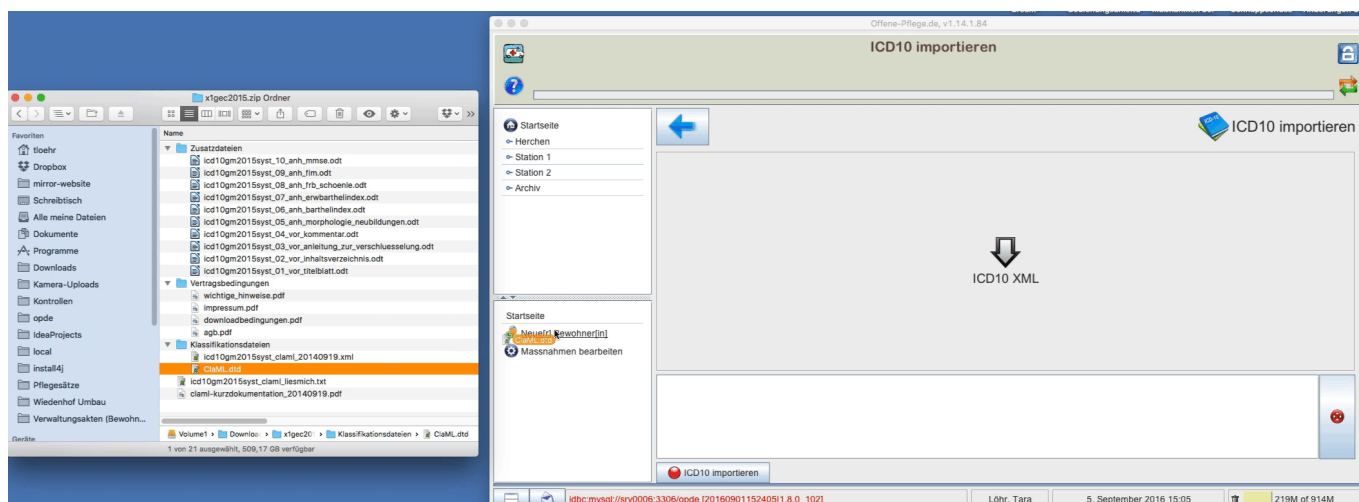 Offene-Pflege.de, v1.14.1.84
ICD10 importieren
x1gec2015.zip Ordner
Favoriten
tloehr
Dropbox
mirror-website
Schreibtisch
Alle meine Dateien
Dokumente
Programme
Downloads
Kamera-Uploads
Kontrollen
opde
IdeaProjects
local
install4j
Pflegesätze
Wiedenhof Umbau
Verwaltungsakten (Bewohn...
Geräte
Name
Zusatzdateien
icd10gm2015syst_10_anh_mmse.odt
icd10gm2015syst_09_anh_fim.odt
icd10gm2015syst_08_anh_frb_schoenle.odt
icd10gm2015syst_07_anh_erwbarthelindex.odt
icd10gm2015syst_06_anh_barthelindex.odt
icd10gm2015syst_05_anh_morphologie_neubildungen.odt
icd10gm2015syst_04_vor_kommentar.odt
icd10gm2015syst_03_vor_anleitung_zur_verschluesselung.odt
icd10gm2015syst_02_vor_inhaltsverzeichnis.odt
icd10gm2015syst_01_vor_titelblatt.odt
Vertragsbedingungen
wichtige_hinweise.pdf
impressum.pdf
downloadbedingungen.pdf
agb.pdf
Klassifikationsdateien
icd10gm2015syst_claml_20140919.xml
ClaML.dtd
icd10gm2015syst_claml_liesmich.txt
claml-kurzdokumentation_20140919.pdf
Volume1 › Downloa › x1gec20 › Klassifikationsdateien › ClaML.dtd
1 von 21 ausgewählt, 509,17 GB verfügbar
Startseite
Herchen
Station 1
Station 2
Archiv
Startseite
Neue[r] Bewohner[in]
ClaML.dtd
Massnahmen bearbeiten
ICD10 importieren
ICD10 XML
ICD10 importieren
jdbc:mysql://srv0006:3306/opde [20160901152405|1.8.0_102]
Löhr, Tara
5. September 2016 15:05
219M of 914M